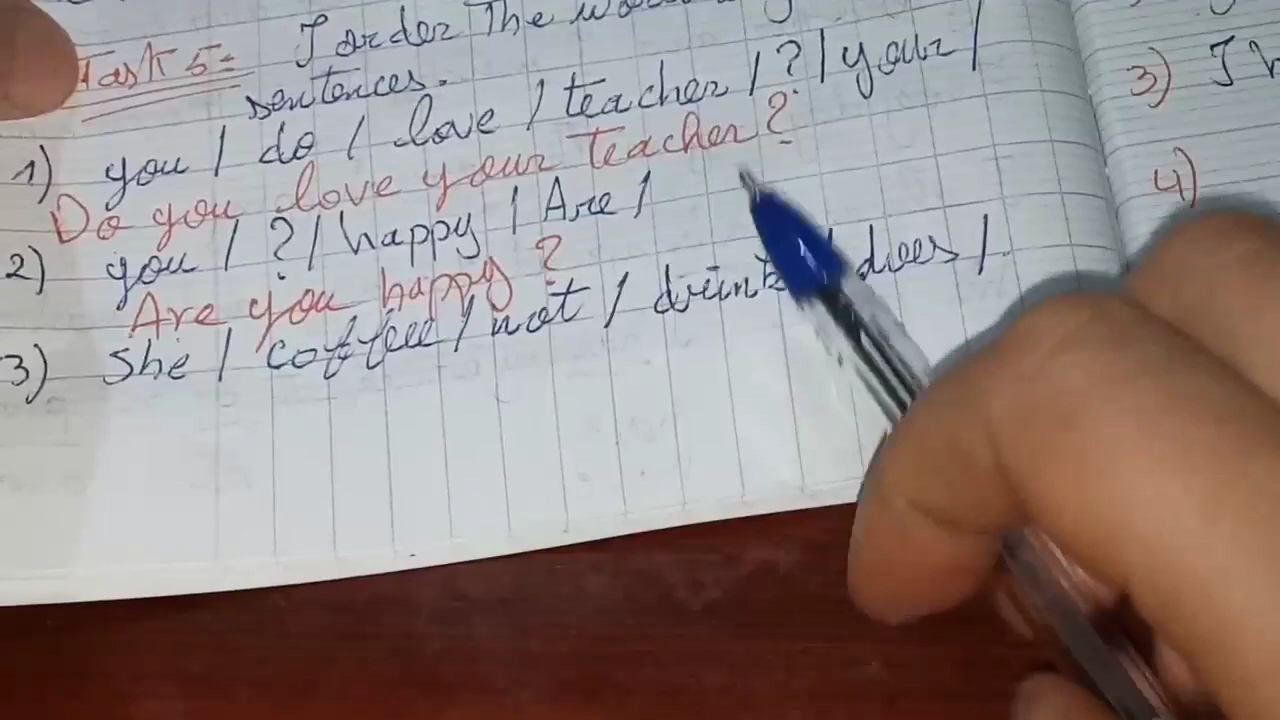 Task 5: I order the
sentences.
1) you / do / love / teacher / ? / your /
Do you love your teacher?
2) you / ? / happy / Are /
Are you happy?
3) She / coffee / not / drink / does / .
3) I
4)